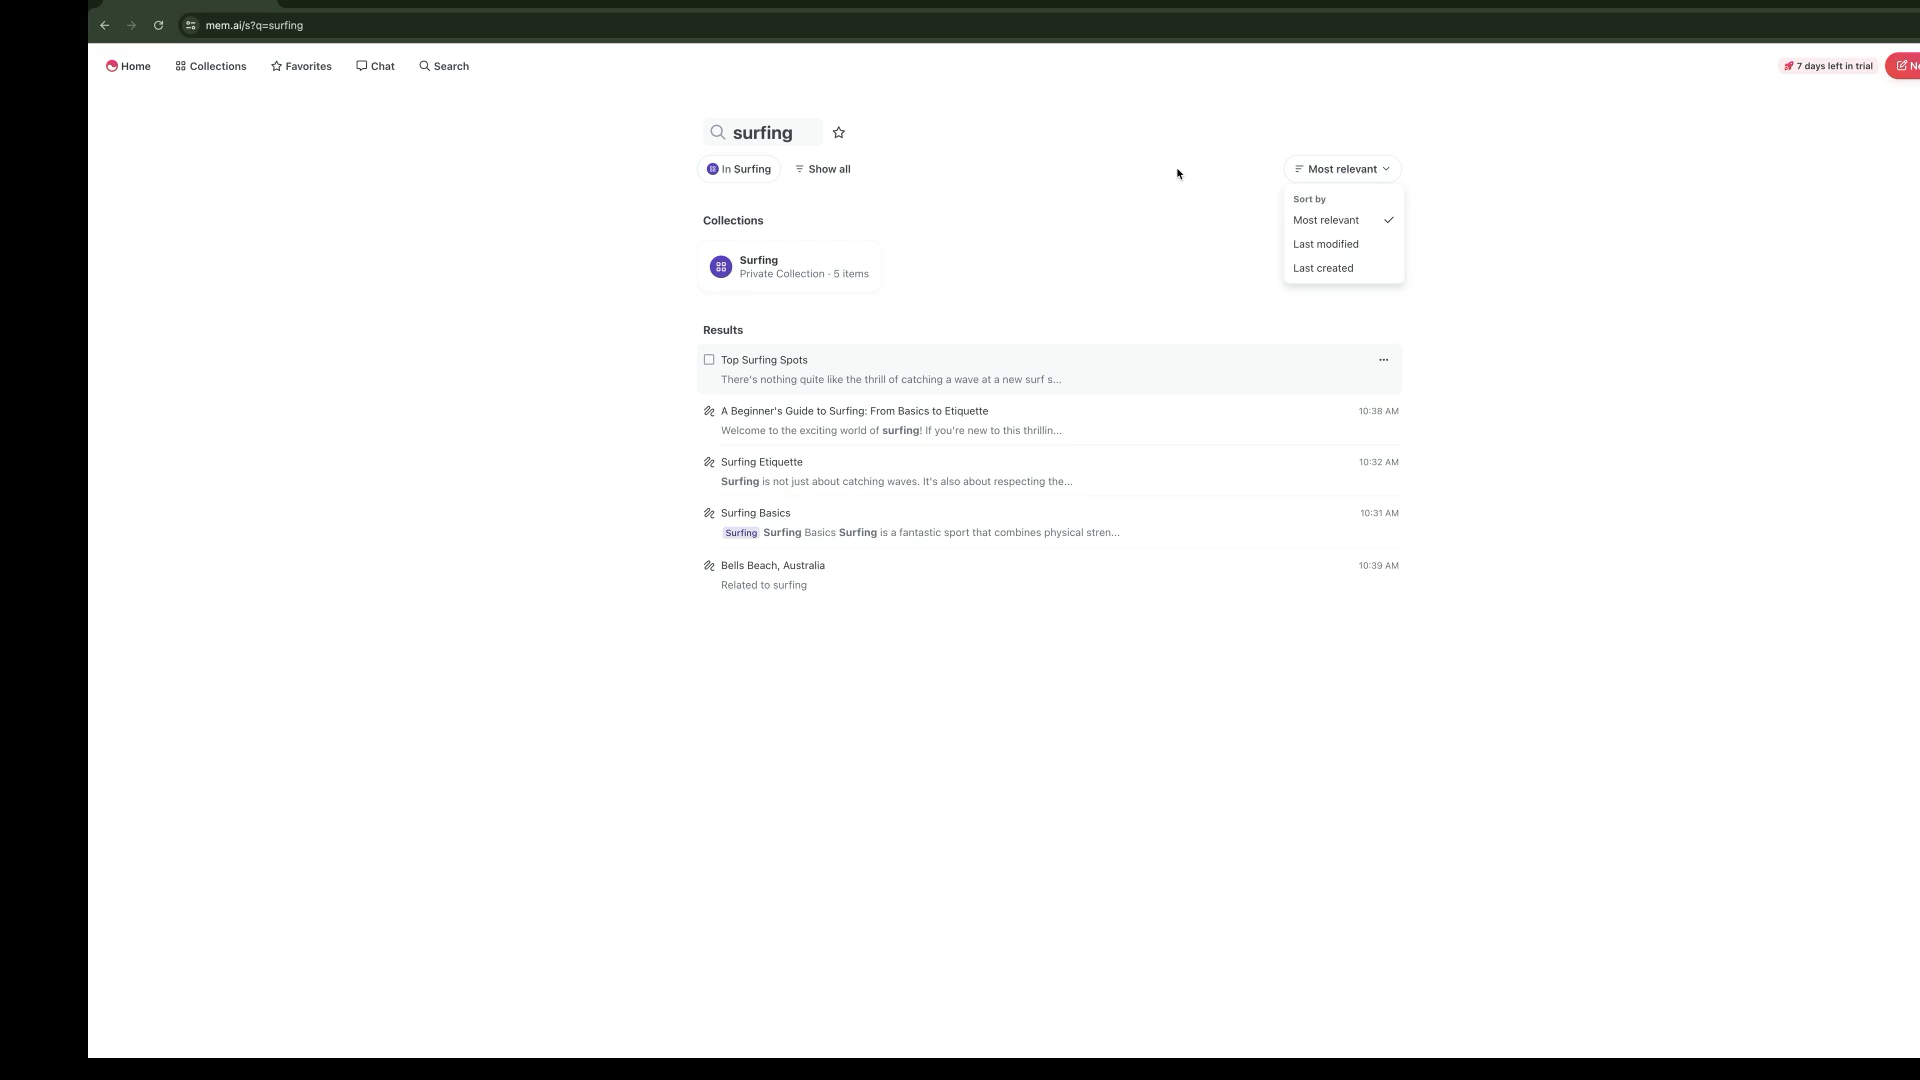 mem.ai/s?q=surfing
Home Collections Favorites Chat Search 7 days left in trial
surfing
In Surfing Show all Most relevant
Sort by
Most relevant
Last modified
Last created
Collections
Surfing
Private Collection · 5 items
Results
Top Surfing Spots
There's nothing quite like the thrill of catching a wave at a new surf s...
A Beginner's Guide to Surfing: From Basics to Etiquette 10:38 AM
Welcome to the exciting world of surfing! If you're new to this thrillin...
Surfing Etiquette 10:32 AM
Surfing is not just about catching waves. It's also about respecting the...
Surfing Basics 10:31 AM
Surfing Surfing Basics Surfing is a fantastic sport that combines physical stren...
Bells Beach, Australia 10:39 AM
Related to surfing